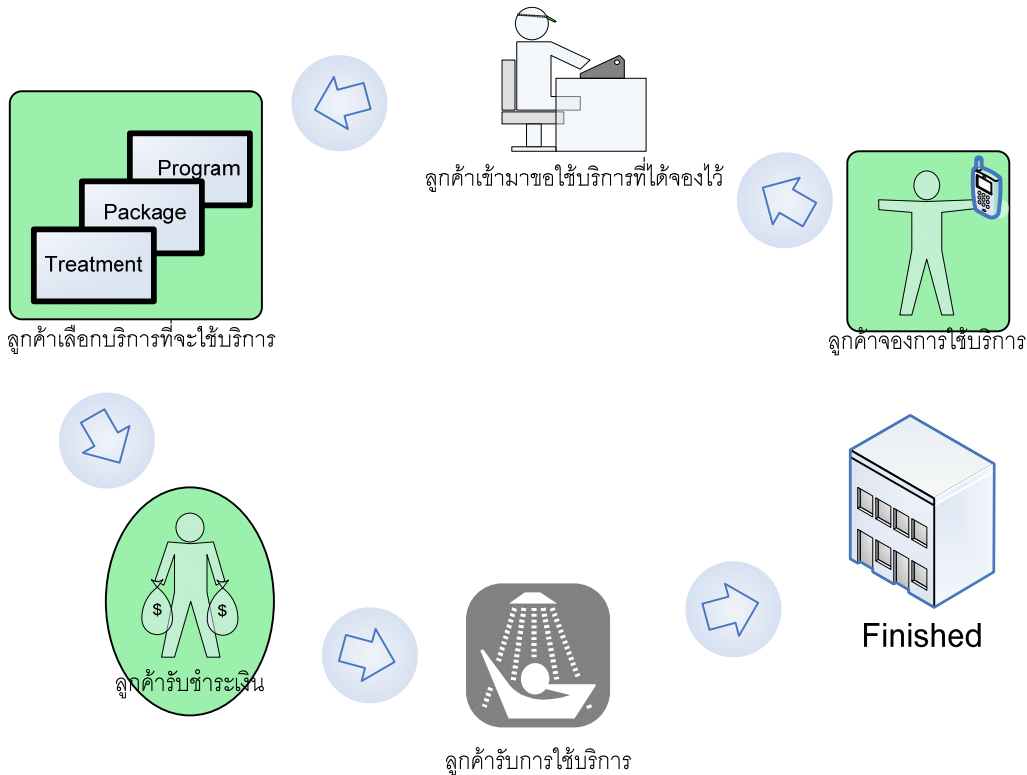 ลูกค้าเข้ามาขอใช้บริการที่ได้จองไว้
Program
Package
Treatment
ลูกค้าเลือกบริการที่จะใช้บริการ
ลูกค้าจองการใช้บริการ
$ $
ลูกค้ารับชำระเงิน
Finished
ลูกค้ารับการใช้บริการ